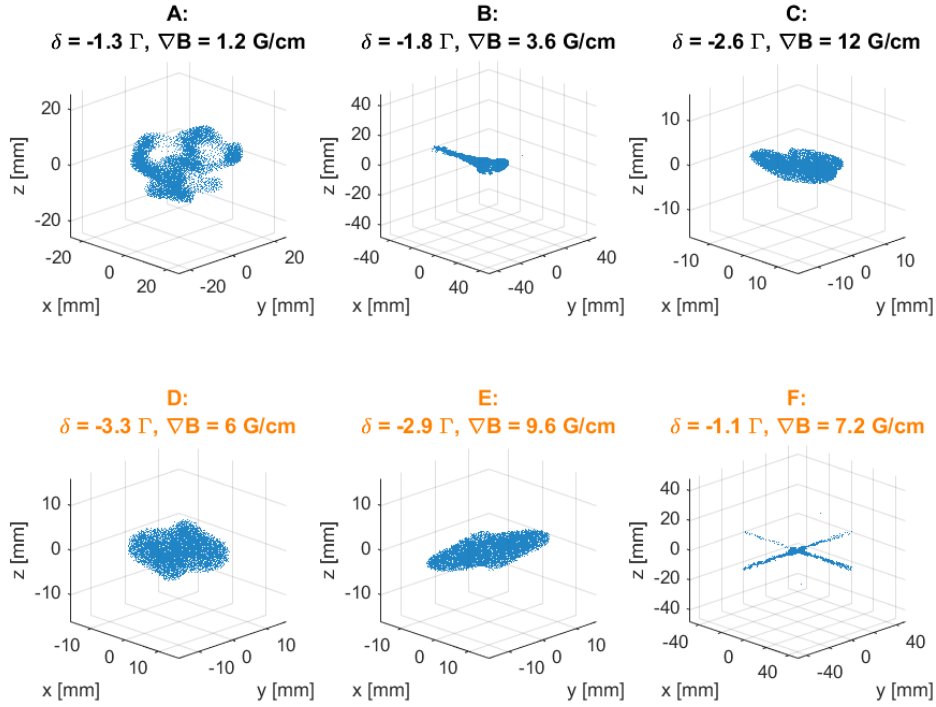 A:
δ = -1.3 Γ, ∇B = 1.2 G/cm
B:
δ = -1.8 Γ, ∇B = 3.6 G/cm
C:
δ = -2.6 Γ, ∇B = 12 G/cm
z [mm]
20
0
-20
-20
0
20
x [mm]
-20
0
20
y [mm]
z [mm]
40
20
0
-20
-40
-40
0
40
x [mm]
-40
0
40
y [mm]
z [mm]
10
0
-10
-10
0
10
x [mm]
-10
0
10
y [mm]
D:
δ = -3.3 Γ, ∇B = 6 G/cm
E:
δ = -2.9 Γ, ∇B = 9.6 G/cm
F:
δ = -1.1 Γ, ∇B = 7.2 G/cm
z [mm]
10
0
-10
-10
0
10
x [mm]
-10
0
10
y [mm]
z [mm]
10
0
-10
-10
0
10
x [mm]
-10
0
10
y [mm]
z [mm]
40
20
0
-20
-40
-40
0
40
x [mm]
-40
0
40
y [mm]